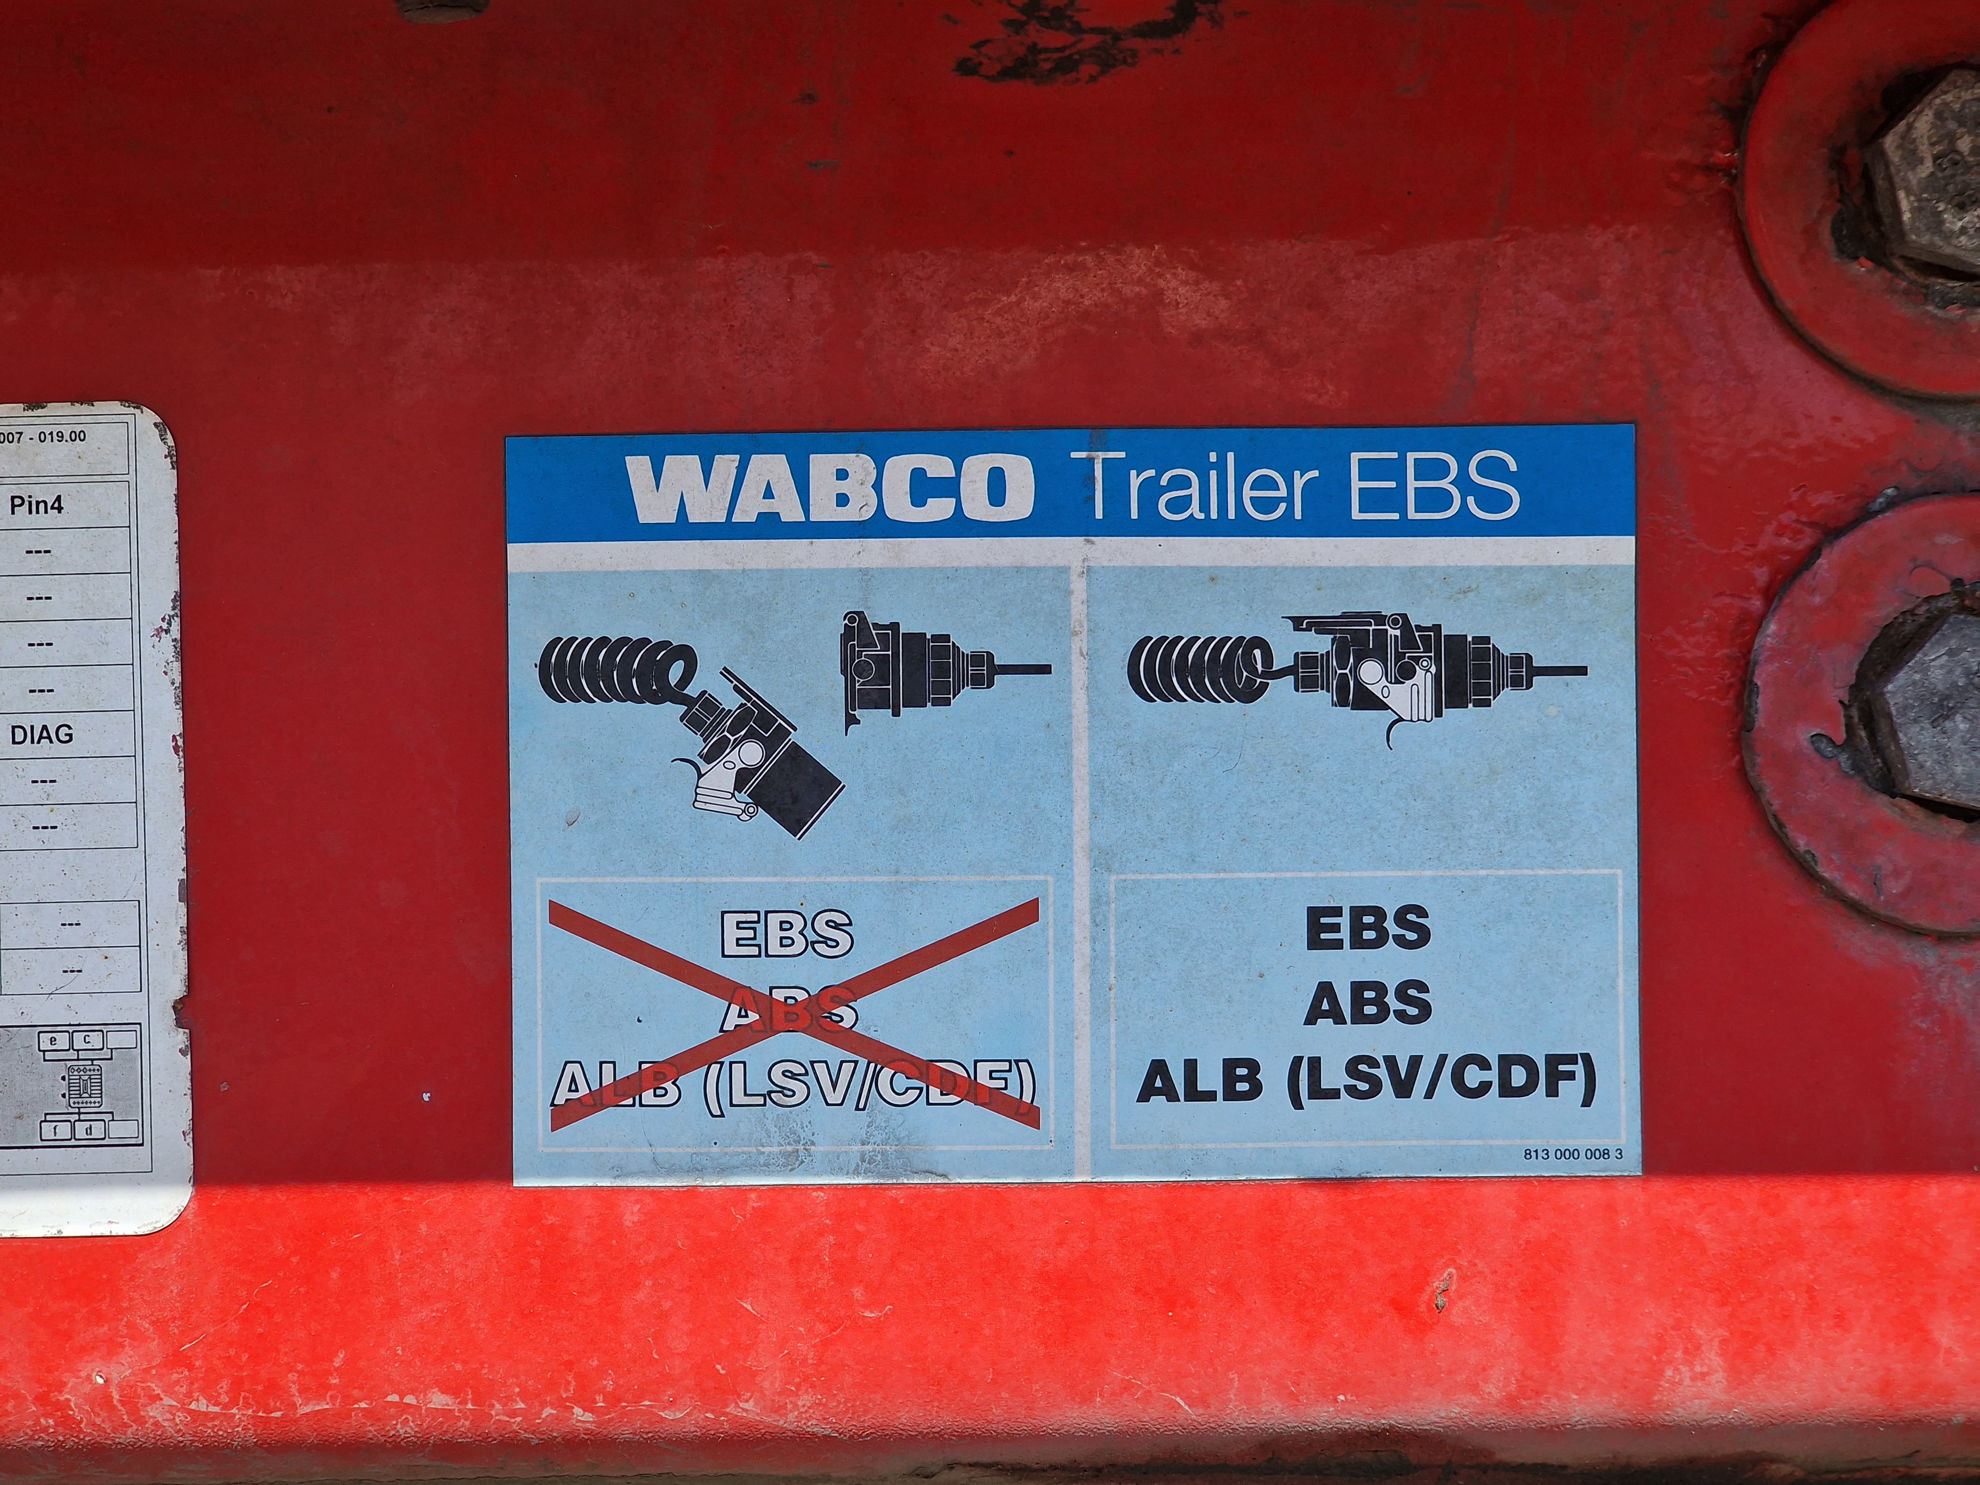 007 - 019.00
Pin4
---
---
---
---
DIAG
---
---
---
---
e c
f d
WABCO Trailer EBS
EBS
ABS
ALB (LSV/CDF)
EBS
ABS
ALB (LSV/CDF)
813 000 008 3